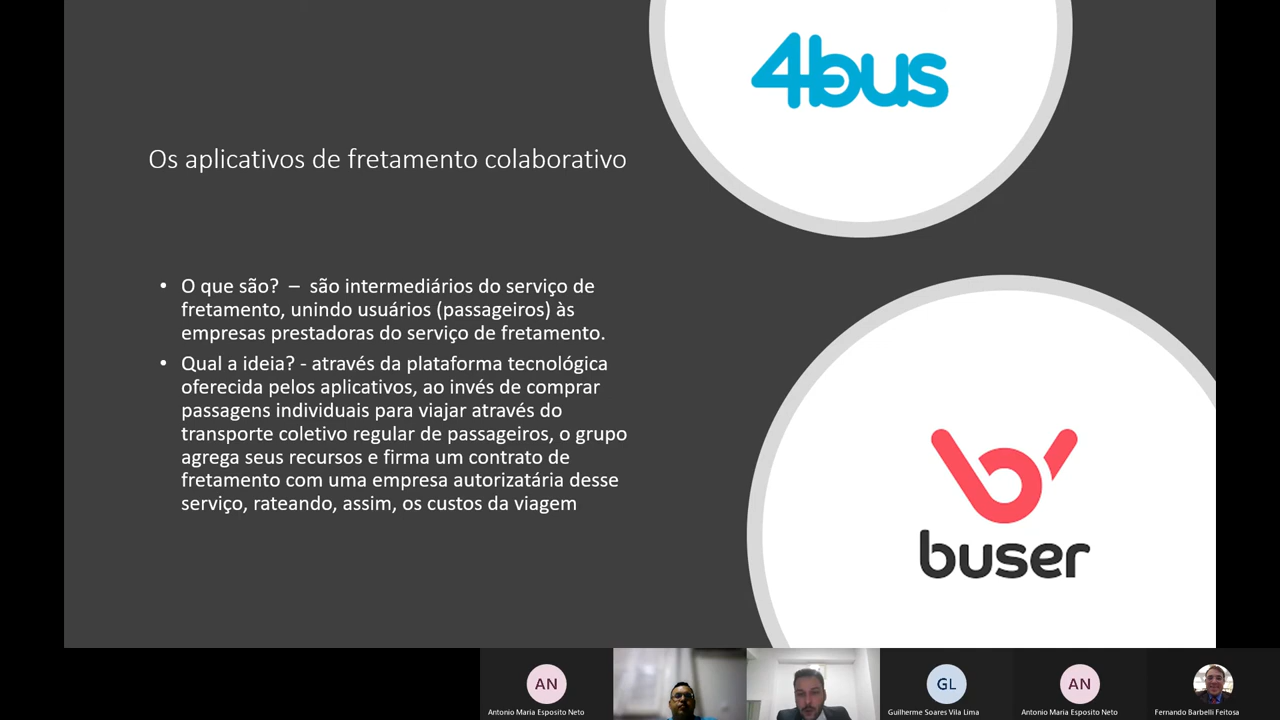 4bus
Os aplicativos de fretamento colaborativo
• O que são? – são intermediários do serviço de
fretamento, unindo usuários (passageiros) às
empresas prestadoras do serviço de fretamento.
• Qual a ideia? - através da plataforma tecnológica
oferecida pelos aplicativos, ao invés de comprar
passagens individuais para viajar através do
transporte coletivo regular de passageiros, o grupo
agrega seus recursos e firma um contrato de
fretamento com uma empresa autorizatária desse
serviço, rateando, assim, os custos da viagem
buser
AN
GL
AN
Antonio Maria Esposito Neto
Guilherme Soares Vila Lima
Antonio Maria Esposito Neto
Fernando Barbelli Feitosa